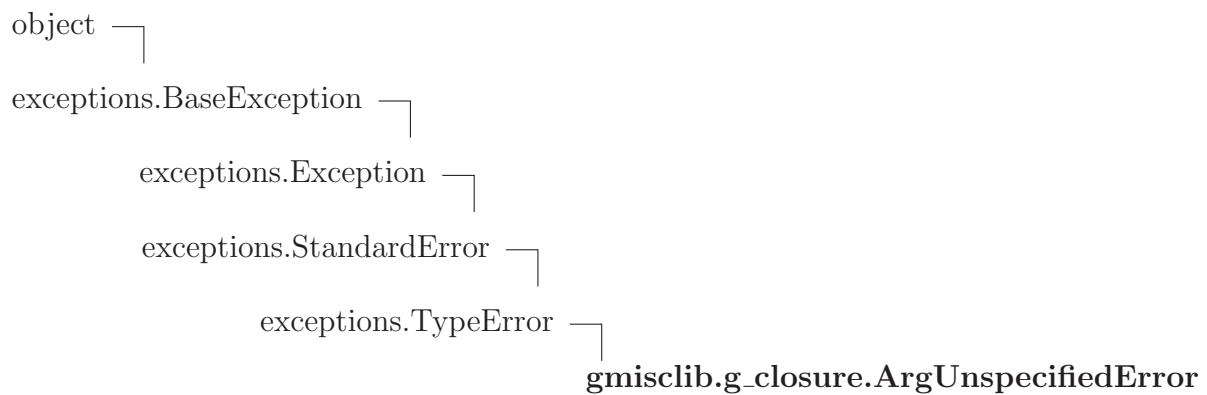 object
exceptions.BaseException
exceptions.Exception
exceptions.StandardError
exceptions.TypeError
gmisclib.g_closure.ArgUnspecifiedError